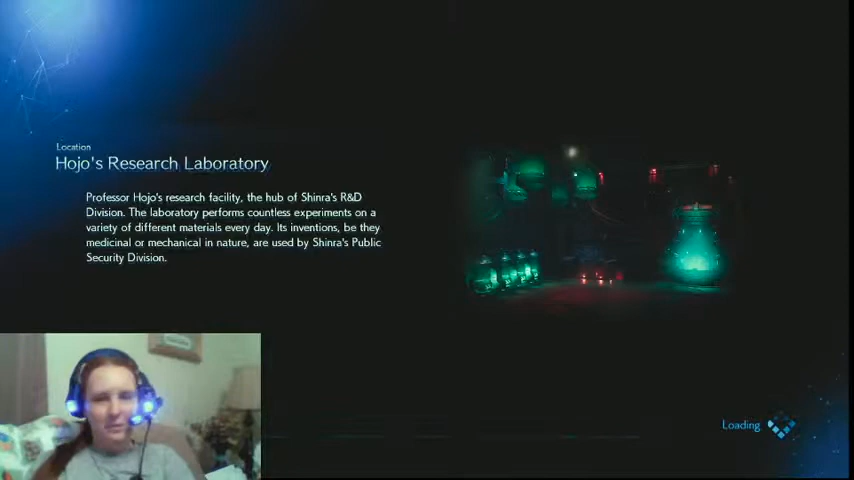 Location
Hojo's Research Laboratory
Professor Hojo's research facility, the hub of Shinra's R&D
Division. The laboratory performs countless experiments on a
variety of different materials every day. Its inventions, be they
medicinal or mechanical in nature, are used by Shinra's Public
Security Division.
Loading